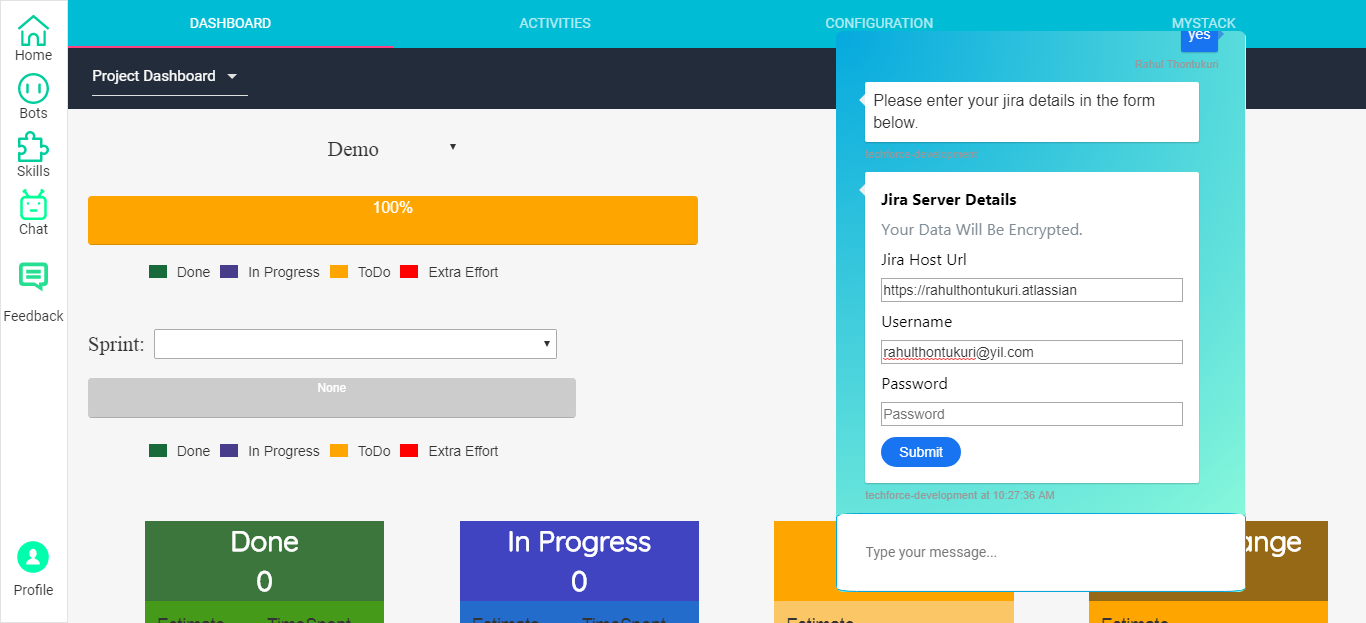 Home
Bots
Skills
Chat
Feedback
Profile
DASHBOARD
ACTIVITIES
CONFIGURATION
MYSTACK
Project Dashboard
Demo
100%
Done In Progress ToDo Extra Effort
Sprint:
None
Done In Progress ToDo Extra Effort
Done
0
Estimate TimeSpent
In Progress
0
Estimate TimeSpent
Estimate
ange
Estimate
yes
Rahul Thontukuri
Please enter your jira details in the form
below.
techforce-development
Jira Server Details
Your Data Will Be Encrypted.
Jira Host Url
https://rahulthontukuri.atlassian
Username
rahulthontukuri@yil.com
Password
Password
Submit
techforce-development at 10:27:36 AM
Type your message...